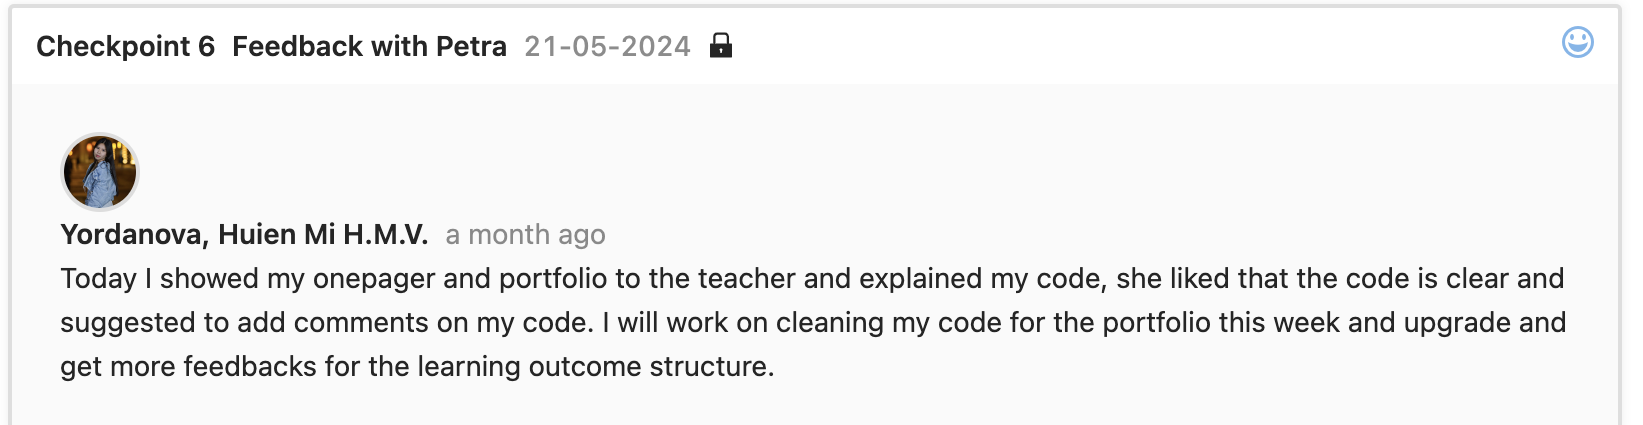 Checkpoint 6 Feedback with Petra 21-05-2024
Yordanova, Huien Mi H.M.V. a month ago
Today I showed my onepager and portfolio to the teacher and explained my code, she liked that the code is clear and
suggested to add comments on my code. I will work on cleaning my code for the portfolio this week and upgrade and
get more feedbacks for the learning outcome structure.